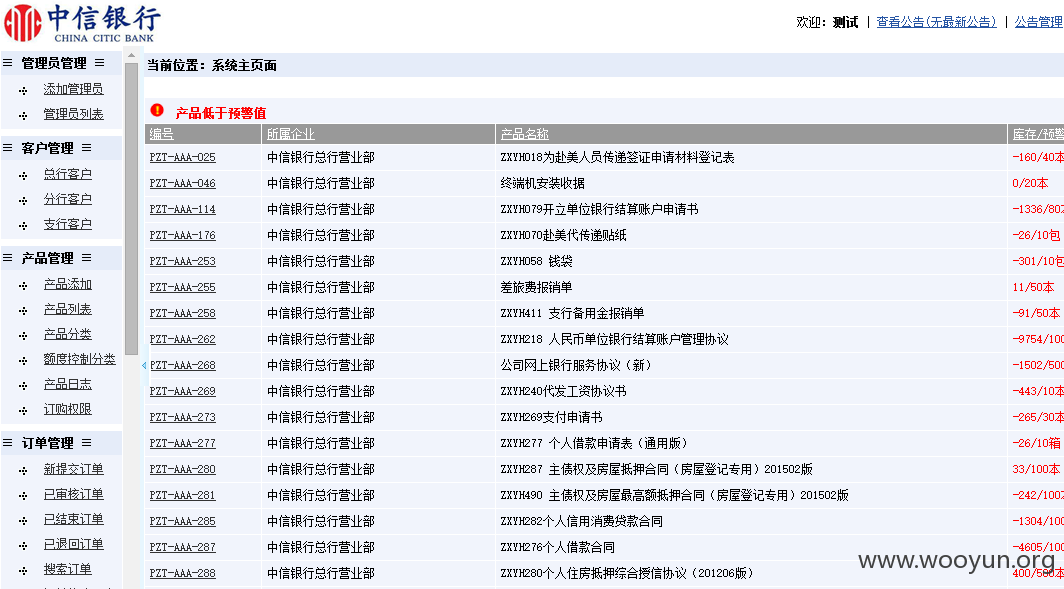 中信银行
CHINA CITIC BANK
欢迎: 测试 | 查看公告(无最新公告) | 公告管理
≡ 管理员管理 ≡
添加管理员
管理员列表
≡ 客户管理 ≡
总行客户
分行客户
支行客户
≡ 产品管理 ≡
产品添加
产品列表
产品分类
额度控制分类
产品日志
订购权限
≡ 订单管理 ≡
新提交订单
已审核订单
已结束订单
已退回订单
搜索订单
当前位置: 系统主页面
产品低于预警值
编号 所属企业 产品名称 库存/预警
PZT-AAA-025 中信银行总行营业部 ZXYH018为赴美人员传递签证申请材料登记表 -160/40本
PZT-AAA-046 中信银行总行营业部 终端机安装收据 0/20本
PZT-AAA-114 中信银行总行营业部 ZXYH079开立单位银行结算账户申请书 -1336/80
PZT-AAA-176 中信银行总行营业部 ZXYH070赴美代传递贴纸 -26/10包
PZT-AAA-253 中信银行总行营业部 ZXYH058 钱袋 -301/10包
PZT-AAA-255 中信银行总行营业部 差旅费报销单 11/50本
PZT-AAA-258 中信银行总行营业部 ZXYH411 支行备用金报销单 -91/50本
PZT-AAA-262 中信银行总行营业部 ZXYH218 人民币单位银行结算账户管理协议 -9754/100
PZT-AAA-268 中信银行总行营业部 公司网上银行服务协议（新） -1502/500
PZT-AAA-269 中信银行总行营业部 ZXYH240代发工资协议书 -443/10本
PZT-AAA-273 中信银行总行营业部 ZXYH269支付申请书 -265/30本
PZT-AAA-277 中信银行总行营业部 ZXYH277 个人借款申请表（通用版） -26/10箱
PZT-AAA-280 中信银行总行营业部 ZXYH287 主债权及房屋抵押合同（房屋登记专用）201502版 33/100本
PZT-AAA-281 中信银行总行营业部 ZXYH490 主债权及房屋最高额抵押合同（房屋登记专用）201502版 -242/100
PZT-AAA-285 中信银行总行营业部 ZXYH282个人信用消费贷款合同 -1304/100
PZT-AAA-287 中信银行总行营业部 ZXYH276个人借款合同 -4605/100
PZT-AAA-288 中信银行总行营业部 ZXYH280个人住房抵押综合授信协议（201206版） 400/500本
www.wooyun.org